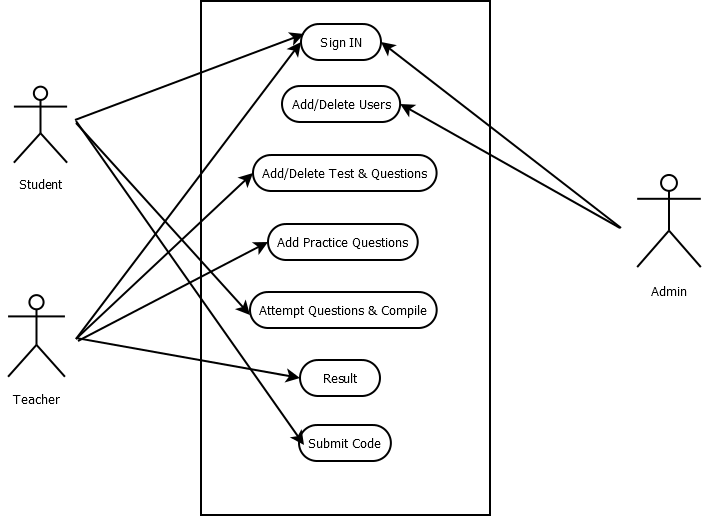 Sign IN
Add/Delete Users
Student
Add/Delete Test & Questions
Add Practice Questions
Admin
Attempt Questions & Compile
Teacher
Result
Submit Code